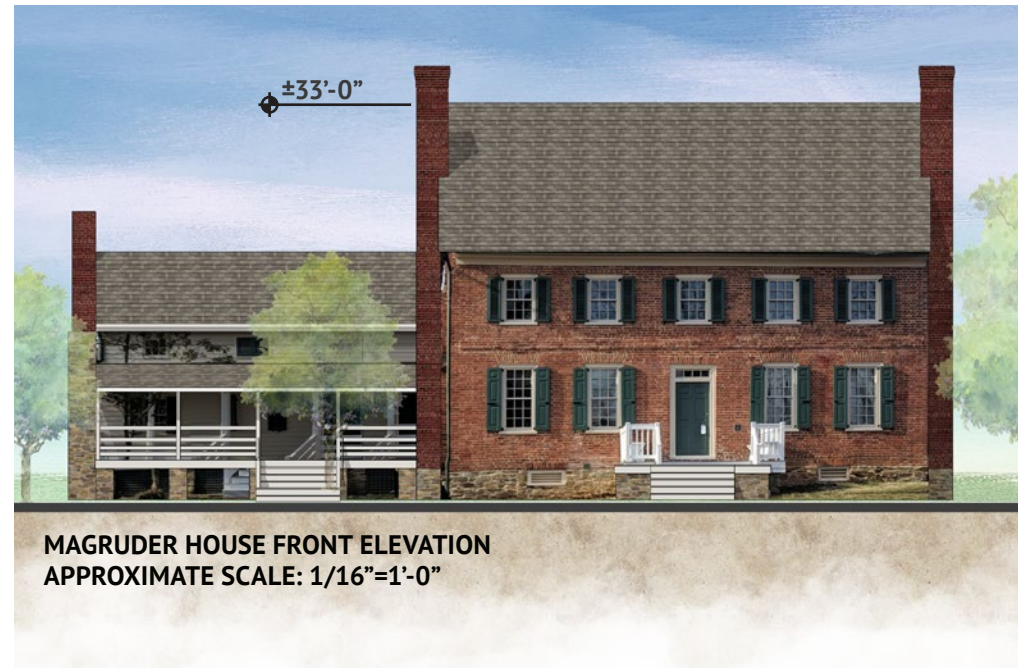 ±33’-0”
MAGRUDER HOUSE FRONT ELEVATION
APPROXIMATE SCALE: 1/16”=1’-0”